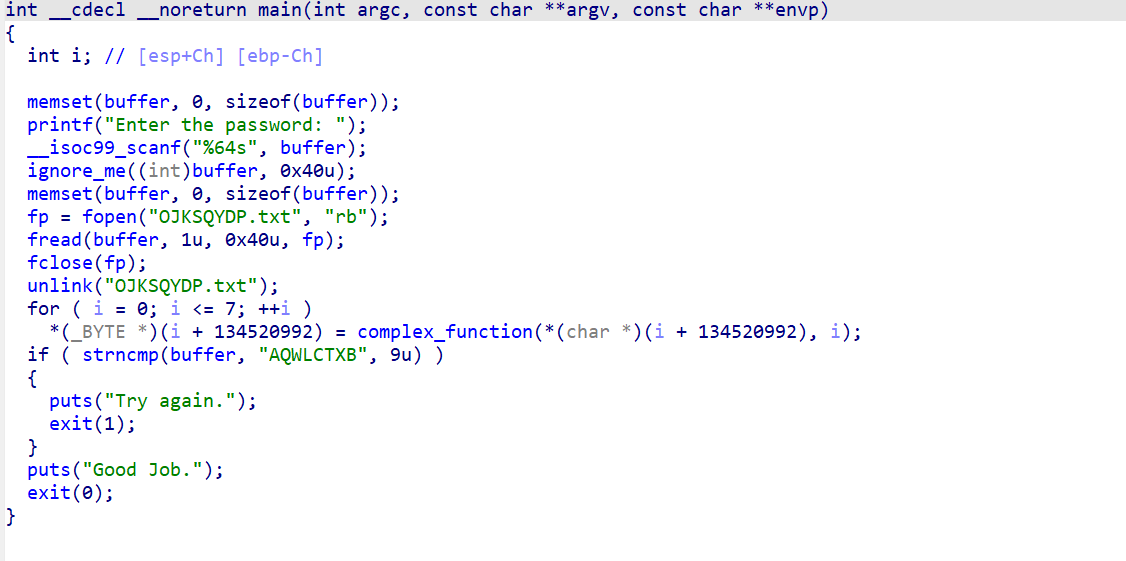 int __cdecl __noreturn main(int argc, const char **argv, const char **envp)
{
  int i; // [esp+Ch] [ebp-Ch]

  memset(buffer, 0, sizeof(buffer));
  printf("Enter the password: ");
  __isoc99_scanf("%64s", buffer);
  ignore_me((int)buffer, 0x40u);
  memset(buffer, 0, sizeof(buffer));
  fp = fopen("OJKSQYDP.txt", "rb");
  fread(buffer, 1u, 0x40u, fp);
  fclose(fp);
  unlink("OJKSQYDP.txt");
  for ( i = 0; i <= 7; ++i )
    *(_BYTE *)(i + 134520992) = complex_function(*(char *)(i + 134520992), i);
  if ( strncmp(buffer, "AQWLCTXB", 9u) )
  {
    puts("Try again.");
    exit(1);
  }
  puts("Good Job.");
  exit(0);
}